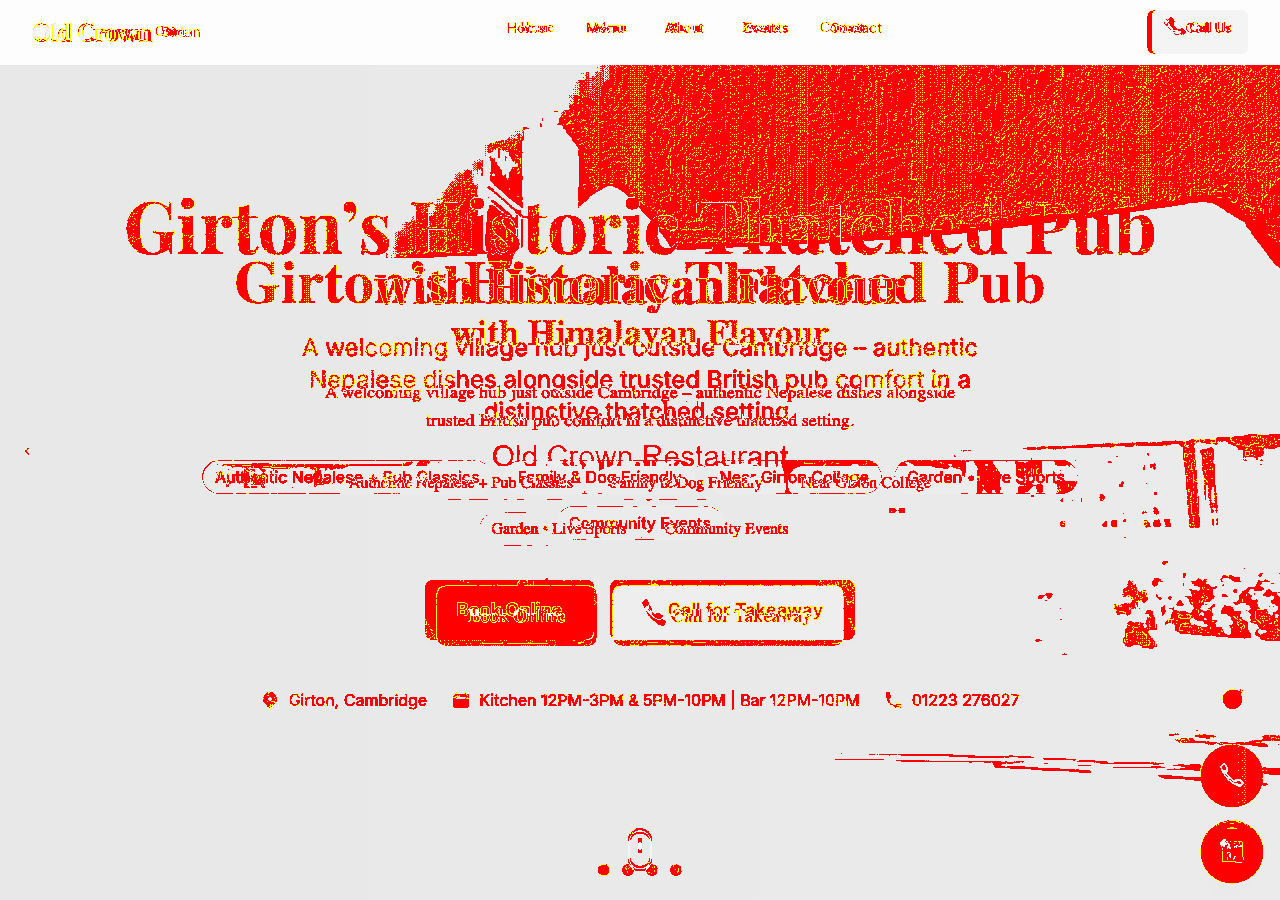 Old Crown Girton
Home Menu About Events Contact
Call Us
Girton's Historic Thatched Pub
with Himalayan Flavour
Girton's Historic Thatched Pub
with Himalayan Flavour
A welcoming village hub just outside Cambridge – authentic
Nepalese dishes alongside trusted British pub comfort in a
distinctive thatched setting.
A welcoming village hub just outside Cambridge – authentic Nepalese dishes alongside
trusted British pub comfort in a distinctive thatched setting.
Old Crown Restaurant
Authentic Nepalese + Pub Classics Family & Dog Friendly Near Girton College Garden • Live Sports
Authentic Nepalese + Pub Classics Family & Dog Friendly Near Girton College
Community Events
Garden • Live Sports Community Events
Book Online Call for Takeaway
Book Online Call for Takeaway
Girton, Cambridge Kitchen 12PM-3PM & 5PM-10PM | Bar 12PM-10PM 01223 276027